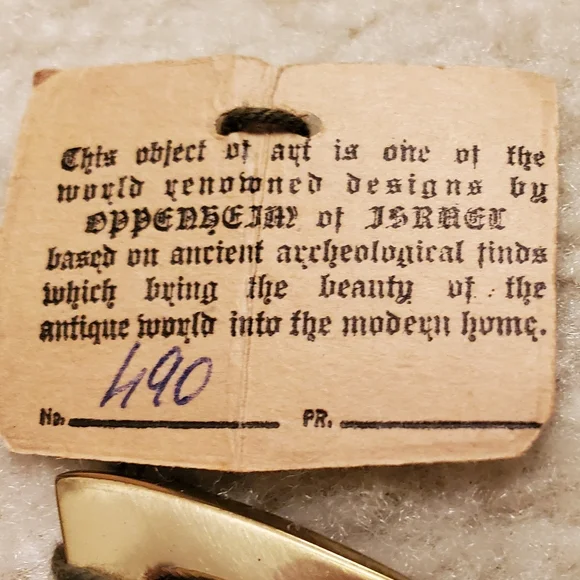 This object of art is one of the
world renowned designs by
OPPENHEIM of ISRAEL
based on ancient archeological finds
which bring the beauty of the
antique world into the modern home.
490
No. PR.